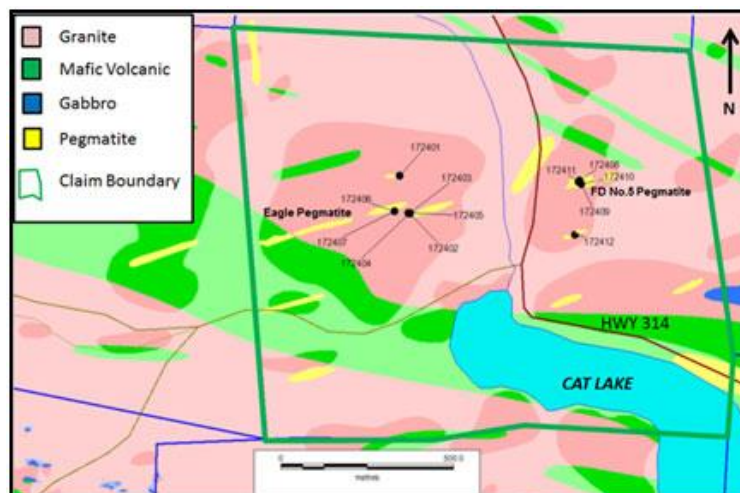 Granite
Mafic Volcanic
Gabbro
Pegmatite
Claim Boundary
N
172401
172403
172411
172408
172410
FD No.5 Pegmatite
172406
Eagle Pegmatite
172405
172409
172407
172402
172412
172404
HWY 314
CAT LAKE
0
500.0
metres